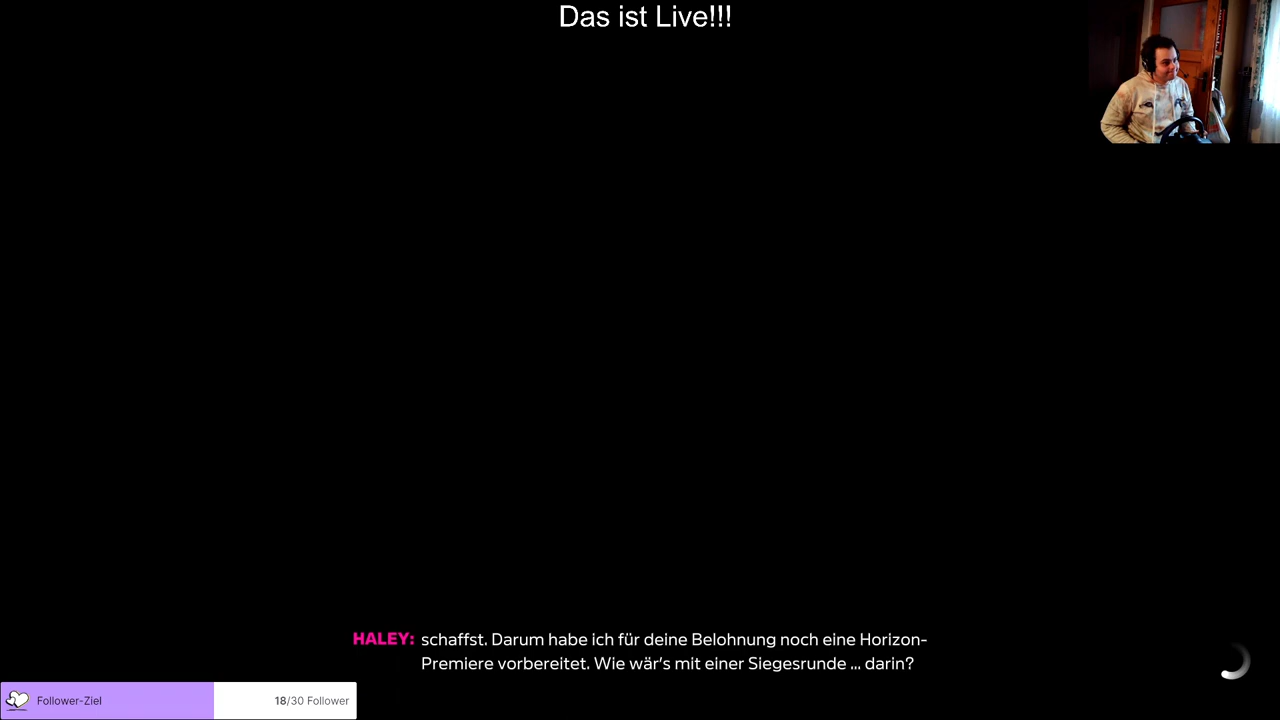 Das ist Live!!!
HALEY: schaffst. Darum habe ich für deine Belohnung noch eine Horizon-
Premiere vorbereitet. Wie wär's mit einer Siegesrunde ... darin?
Follower-Ziel 18/30 Follower